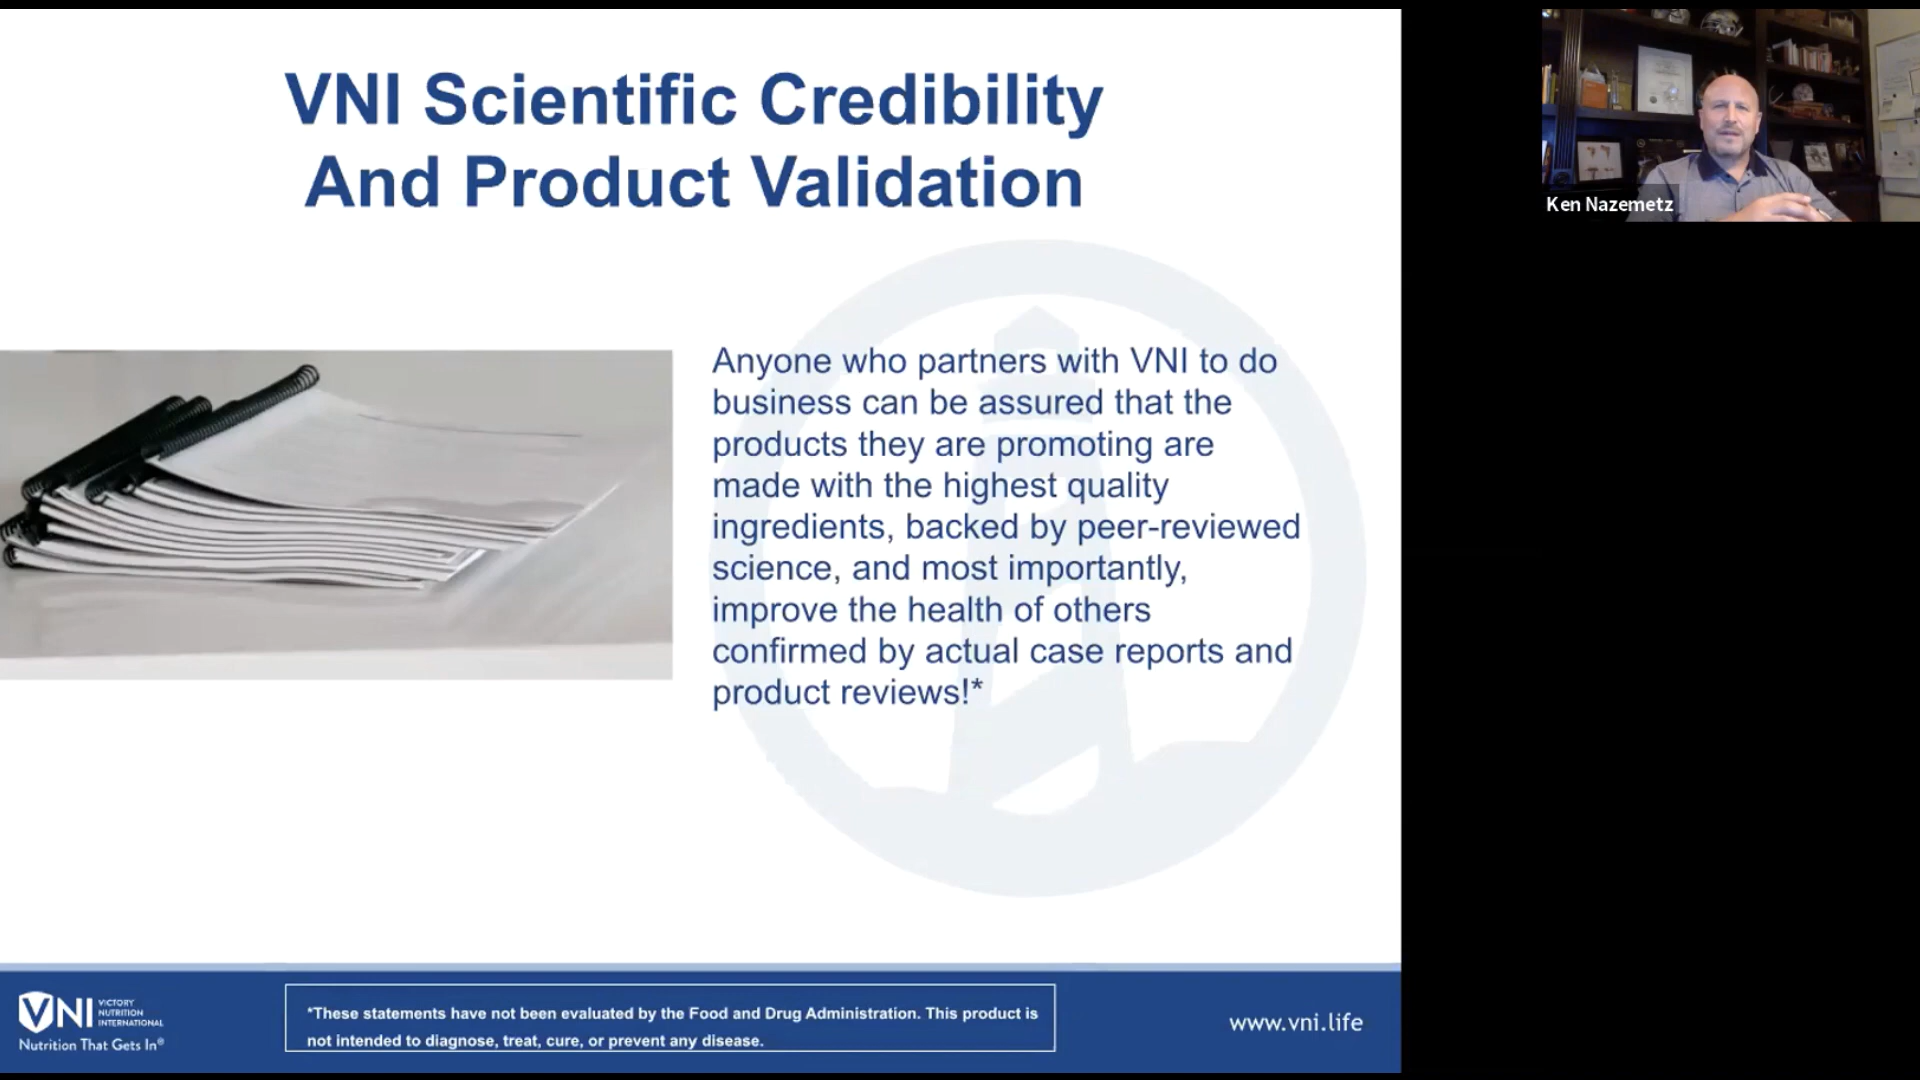 VNI Scientific Credibility
And Product Validation
Ken Nazemetz
Anyone who partners with VNI to do
business can be assured that the
products they are promoting are
made with the highest quality
ingredients, backed by peer-reviewed
science, and most importantly,
improve the health of others
confirmed by actual case reports and
product reviews!*
VNI VICTORY
NUTRITION
INTERNATIONAL
Nutrition That Gets In®
*These statements have not been evaluated by the Food and Drug Administration. This product is
not intended to diagnose, treat, cure, or prevent any disease.
www.vni.life